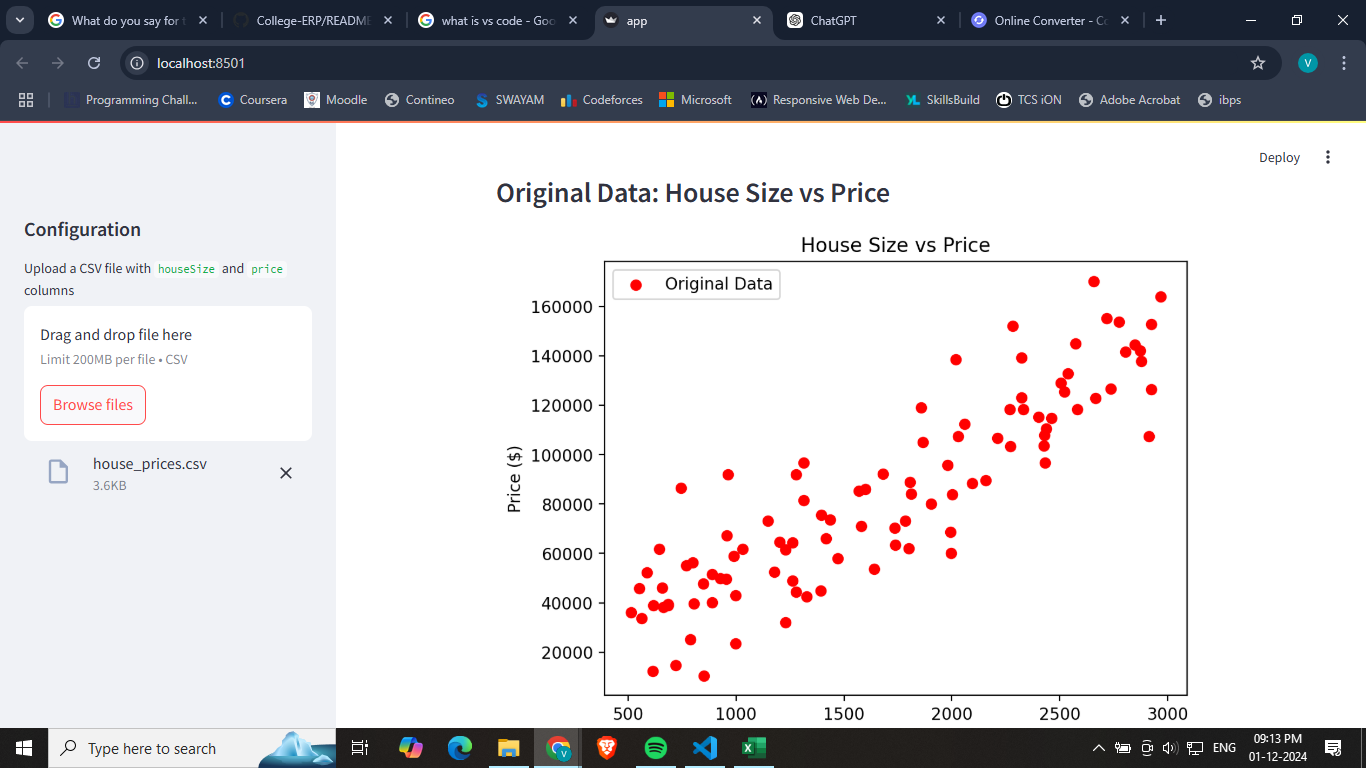 What do you say for t
College-ERP/README
what is vs code - Goo
app
ChatGPT
Online Converter - Co
localhost:8501
V
Programming Chall...
Coursera
Moodle
Contineo
SWAYAM
Codeforces
Microsoft
Responsive Web De...
SkillsBuild
TCS iON
Adobe Acrobat
ibps
Deploy
Configuration
Upload a CSV file with houseSize and price
columns
Drag and drop file here
Limit 200MB per file • CSV
Browse files
house_prices.csv
3.6KB
Original Data: House Size vs Price
House Size vs Price
Original Data
Price ($)
160000
140000
120000
100000
80000
60000
40000
20000
500 1000 1500 2000 2500 3000
Type here to search
ENG
09:13 PM
01-12-2024